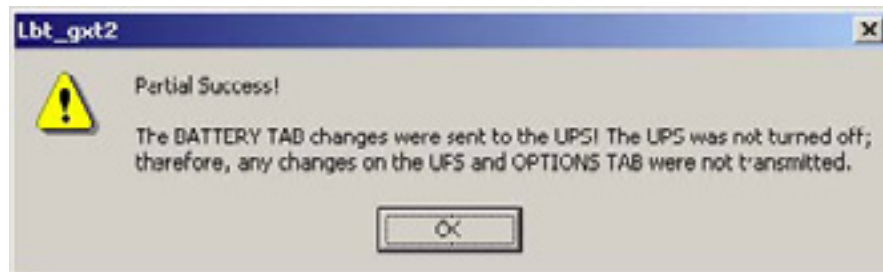 Lbt_gxt2
Partial Success!
The BATTERY TAB changes were sent to the UPS! The UPS was not turned off;
therefore, any changes on the UPS and OPTIONS TAB were not transmitted.
OK